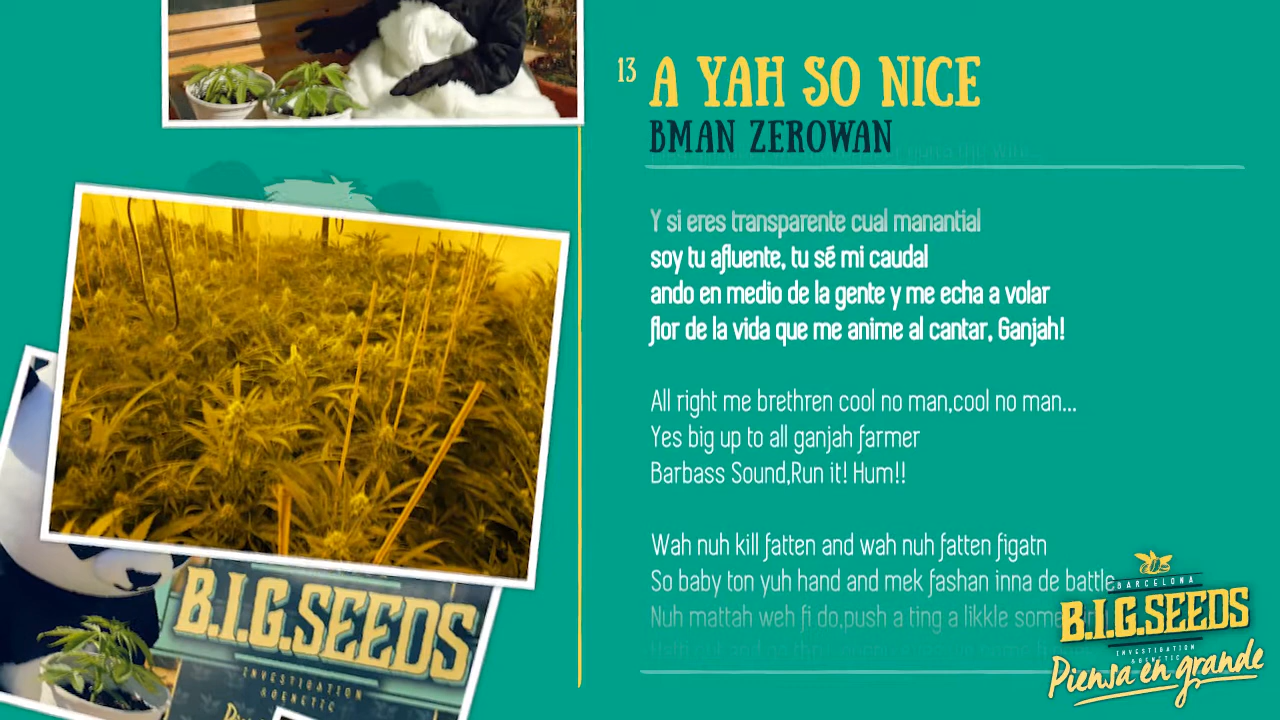 13 A YAH SO NICE
BMAN ZEROWAN
Y si eres transparente cual manantial
soy tu afluente, tu sé mi caudal
ando en medio de la gente y me echa a volar
flor de la vida que me anime al cantar, Ganjah!
All right me brethren cool no man,cool no man...
Yes big up to all ganjah farmer
Barbass Sound,Run it! Hum!!
Wah nuh kill fatten and wah nuh fatten figatn
So baby ton yuh hand and mek fashan inna de battle
Nuh mattah weh fi do,push a ting a likkle some
BARCELONA
B.I.G.SEEDS
INVESTIGATION
&GENETIC
Piensa en grande
B.I.G.SEEDS
INVESTIGATION
&GENETIC